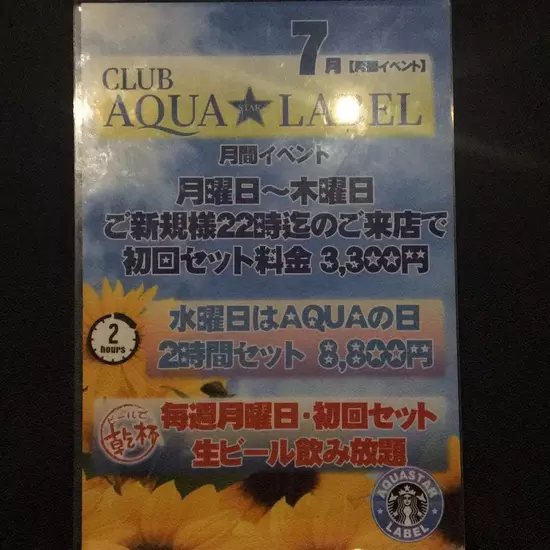 7月【月間イベント】
CLUB
AQUA★LABEL
STAR
月間イベント
月曜日～木曜日
ご新規様22時迄のご来店で
初回セット料金 3,300円
2
hours
水曜日はAQUAの日
2時間セット 8,800円
ビールで
乾杯
毎週月曜日・初回セット
生ビール飲み放題
AQUASTAR
LABEL